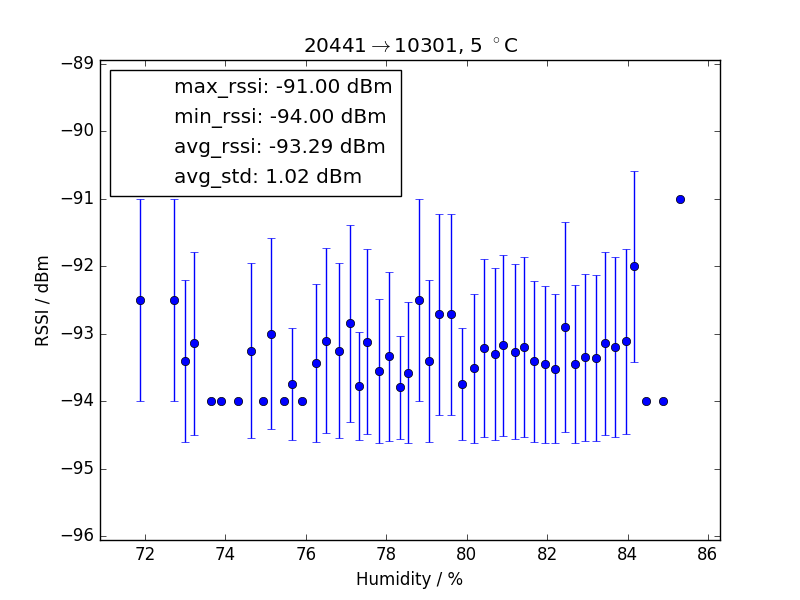 20441→10301, 5 °C
max_rssi: -91.00 dBm
min_rssi: -94.00 dBm
avg_rssi: -93.29 dBm
avg_std: 1.02 dBm
−89
−90
−91
−92
−93
−94
−95
−96
RSSI / dBm
72 74 76 78 80 82 84 86
Humidity / %